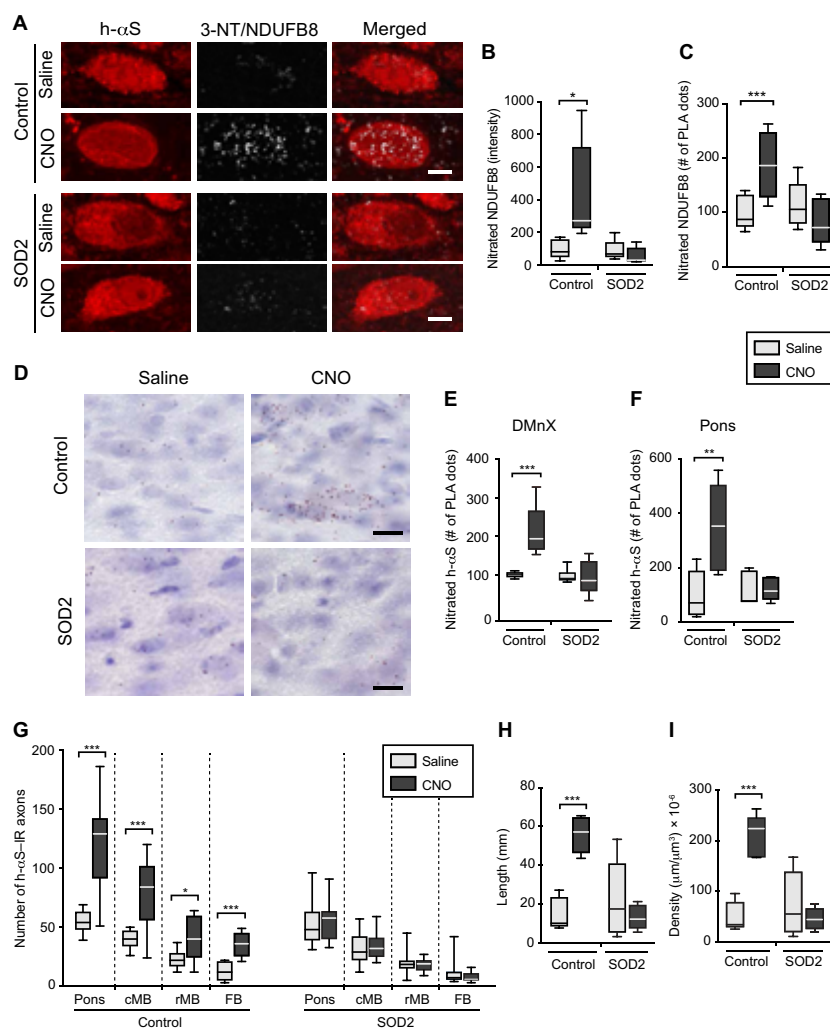 A
h-αS
3-NT/NDUFB8
Merged
Control
Saline
CNO
SOD2
Saline
CNO
B
Nitrated NDUFB8 (intensity)
1000
800
600
400
200
0
*
Control
SOD2
C
Nitrated NDUFB8 (# of PLA dots)
300
200
100
0
***
Control
SOD2
Saline
CNO
D
Saline
CNO
Control
SOD2
E
DMnX
Nitrated h-αS (# of PLA dots)
400
300
200
100
0
***
Control
SOD2
F
Pons
Nitrated h-αS (# of PLA dots)
600
400
200
0
**
Control
SOD2
G
Number of h-αS–IR axons
200
150
100
50
0
***
***
*
***
Saline
CNO
Pons cMB rMB FB Pons cMB rMB FB
Control SOD2
H
Length (mm)
80
60
40
20
0
***
Control
SOD2
I
Density (μm/μm³) × 10⁻⁶
300
200
100
0
***
Control
SOD2